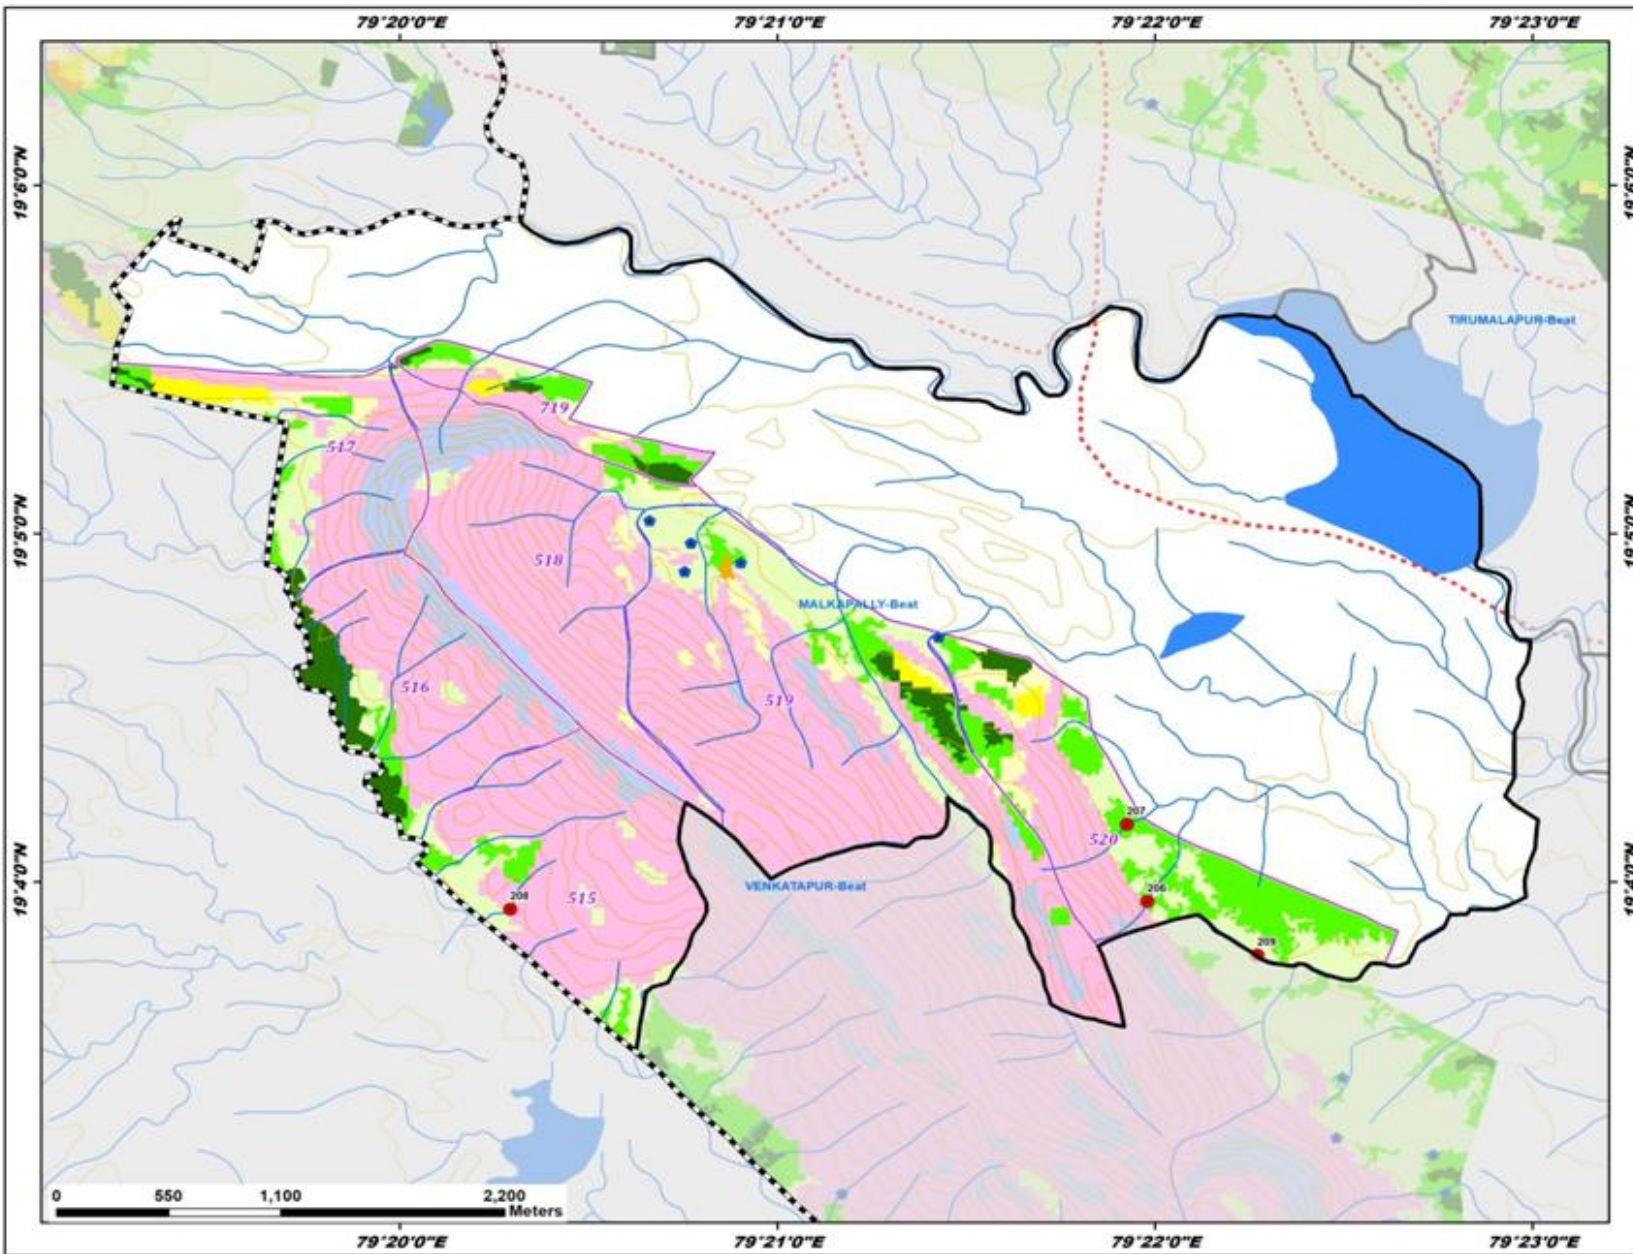 79°20'0"E 79°21'0"E 79°22'0"E 79°23'0"E
19°6'0"N 19°6'0"N
TIRUMALAPUR-Beat
719
517
19°5'0"N 19°5'0"N
518
MALKAPALLY-Beat
516
519
207
520
19°4'0"N 19°4'0"N
VENKATAPUR-Beat
206
208
515
209
0 550 1,100 2,200
Meters
79°20'0"E 79°21'0"E 79°22'0"E 79°23'0"E